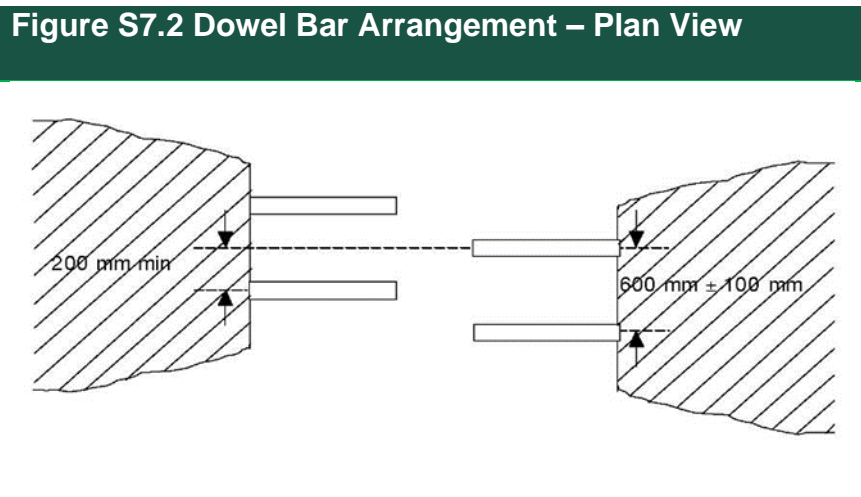 Figure S7.2 Dowel Bar Arrangement – Plan View
200 mm min
600 mm ± 100 mm